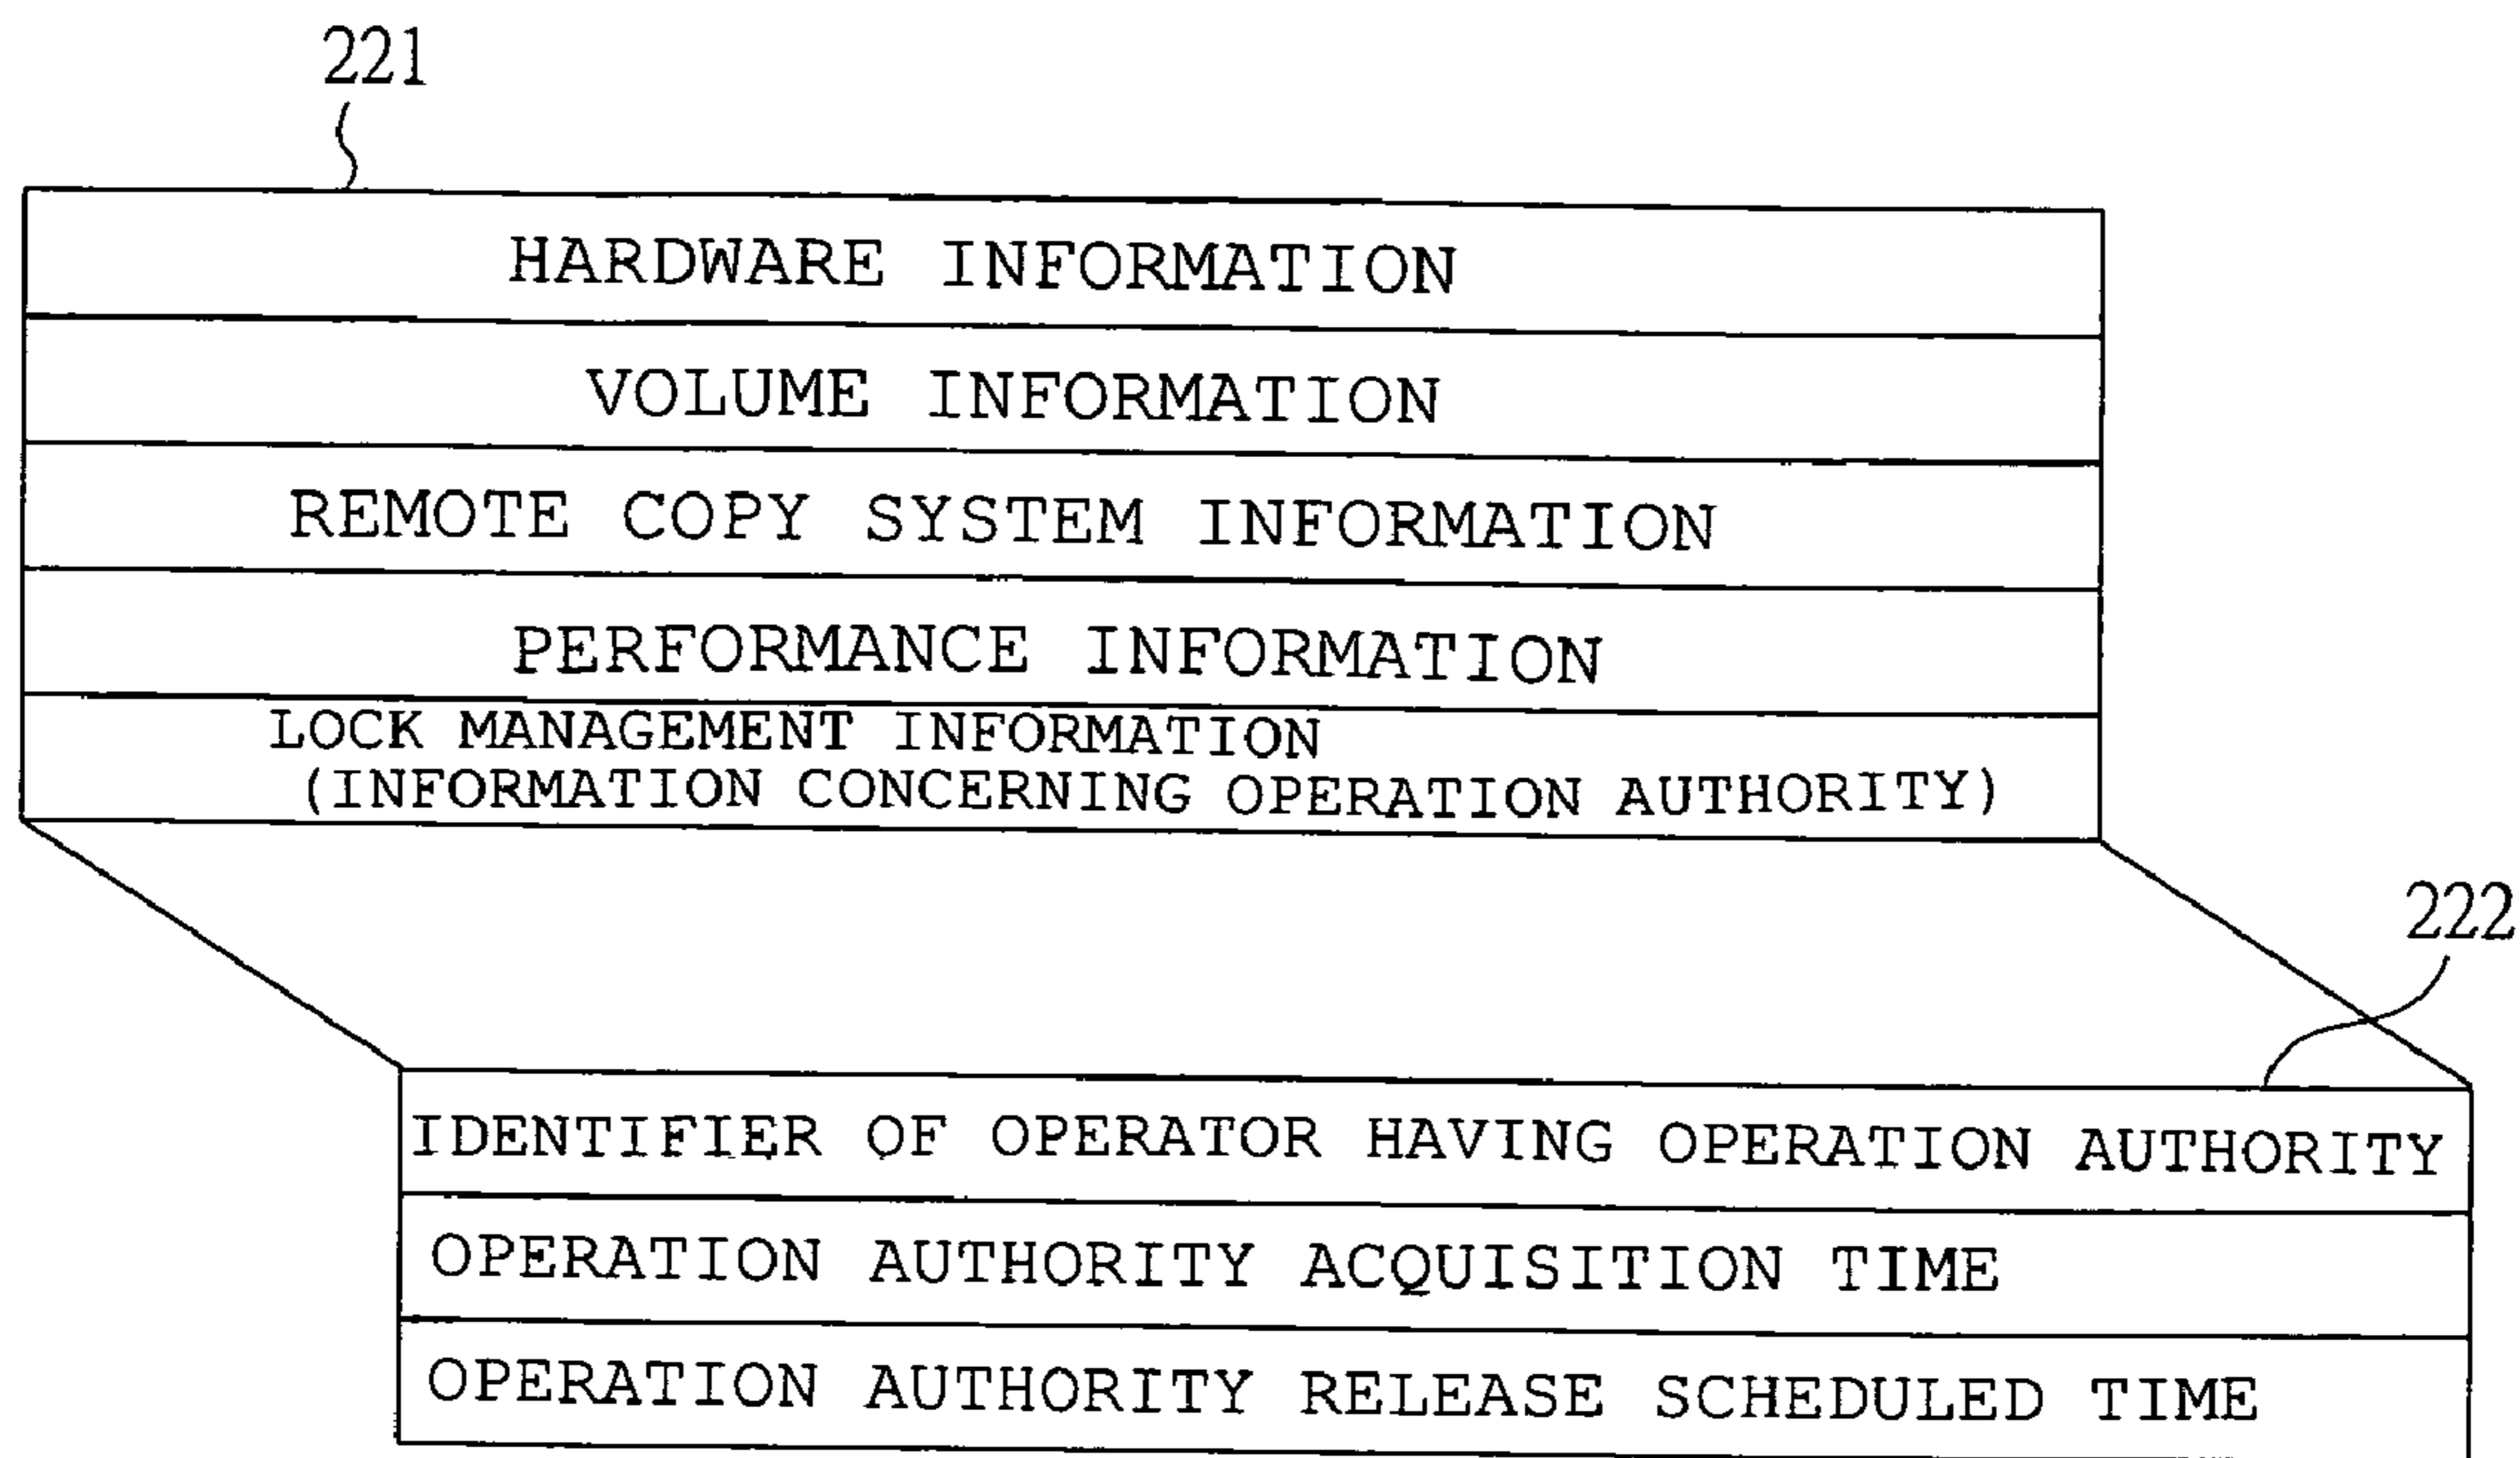 221
HARDWARE INFORMATION
VOLUME INFORMATION
REMOTE COPY SYSTEM INFORMATION
PERFORMANCE INFORMATION
LOCK MANAGEMENT INFORMATION
(INFORMATION CONCERNING OPERATION AUTHORITY)
222
IDENTIFIER OF OPERATOR HAVING OPERATION AUTHORITY
OPERATION AUTHORITY ACQUISITION TIME
OPERATION AUTHORITY RELEASE SCHEDULED TIME